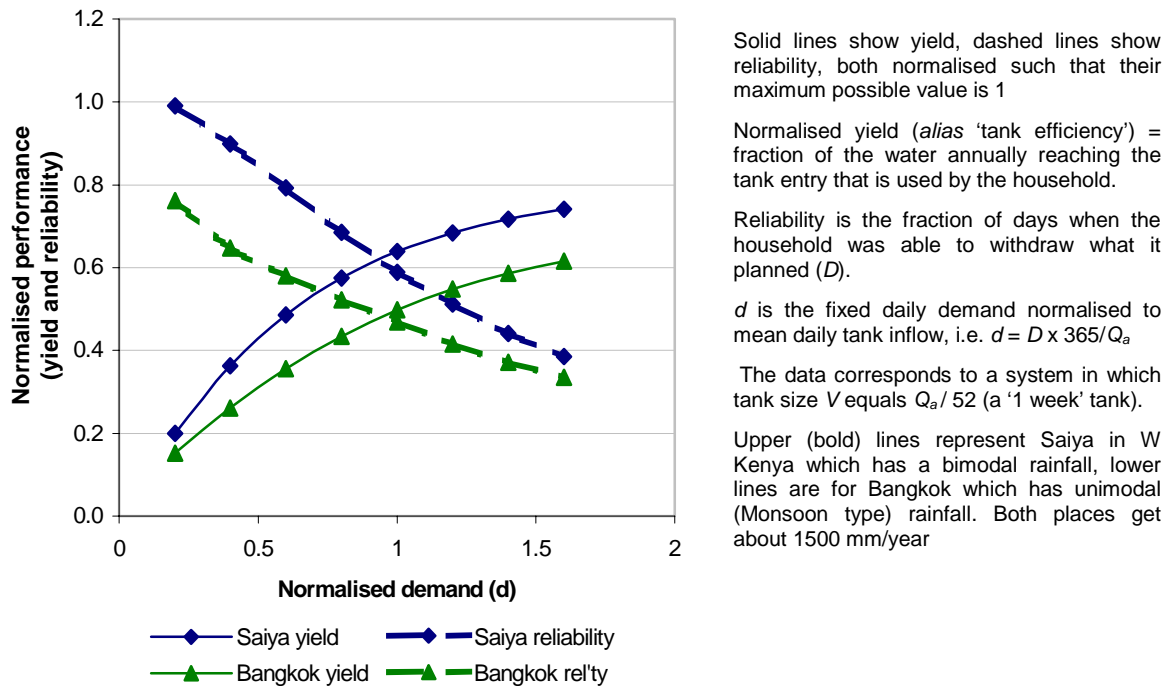 Normalised performance
(yield and reliability)
1.2
1.0
0.8
0.6
0.4
0.2
0.0
0
0.5
1
1.5
2
Normalised demand (d)
Saiya yield
Saiya reliability
Bangkok yield
Bangkok rel'ty
Solid lines show yield, dashed lines show
reliability, both normalised such that their
maximum possible value is 1
Normalised yield (alias ‘tank efficiency’) =
fraction of the water annually reaching the
tank entry that is used by the household.
Reliability is the fraction of days when the
household was able to withdraw what it
planned (D).
d is the fixed daily demand normalised to
mean daily tank inflow, i.e. d = D x 365/Qa
The data corresponds to a system in which
tank size V equals Qa / 52 (a ‘1 week’ tank).
Upper (bold) lines represent Saiya in W
Kenya which has a bimodal rainfall, lower
lines are for Bangkok which has unimodal
(Monsoon type) rainfall. Both places get
about 1500 mm/year